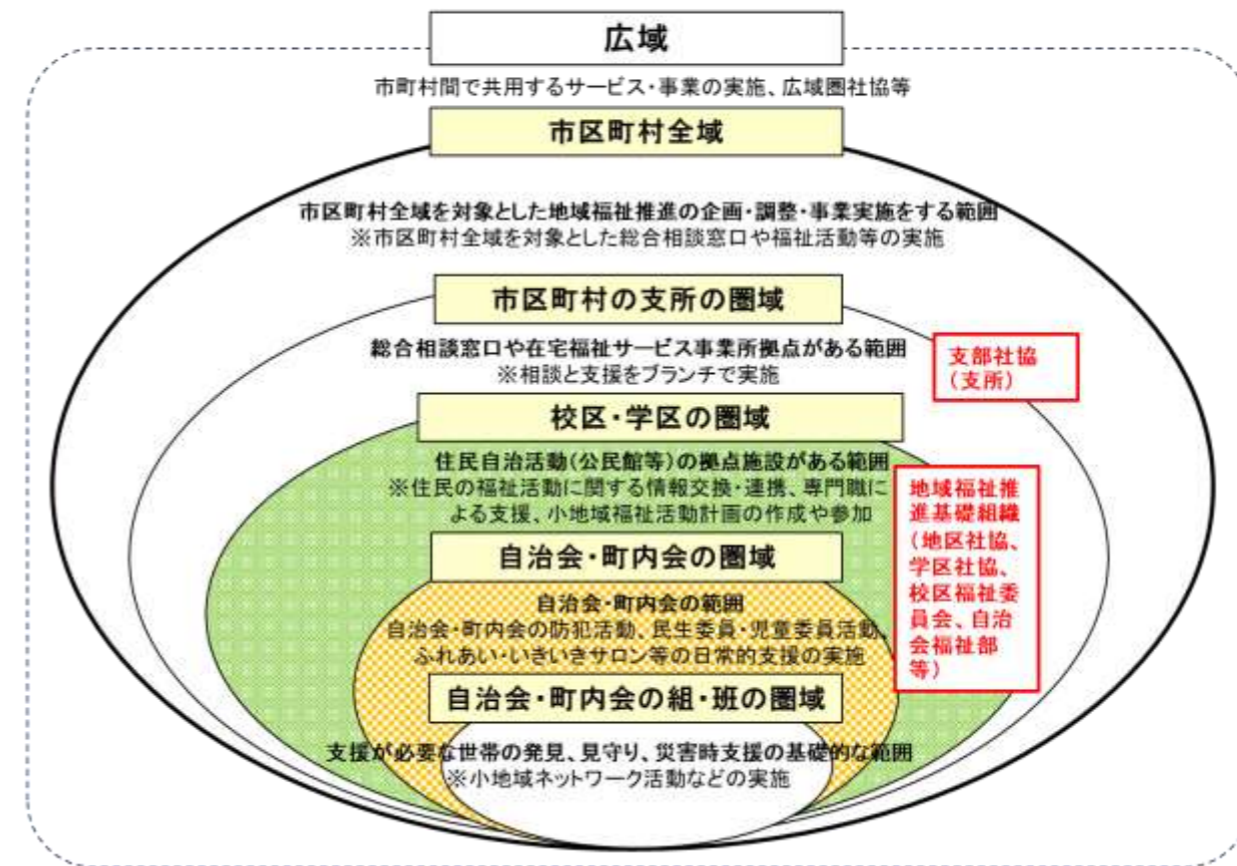 広域
市町村間で共用するサービス・事業の実施、広域圏社協等
市区町村全域
市区町村全域を対象とした地域福祉推進の企画・調整・事業実施をする範囲
※市区町村全域を対象とした総合相談窓口や福祉活動等の実施
市区町村の支所の圏域
総合相談窓口や在宅福祉サービス事業所拠点がある範囲
※相談と支援をブランチで実施
支部社協
（支所）
校区・学区の圏域
住民自治活動（公民館等）の拠点施設がある範囲
※住民の福祉活動に関する情報交換・連携、専門職に
よる支援、小地域福祉活動計画の作成や参加
地域福祉推
進基礎組織
（地区社協、
学区社協、
校区福祉委
員会、自治
会福祉部
等）
自治会・町内会の圏域
自治会・町内会の範囲
自治会・町内会の防犯活動、民生委員・児童委員活動、
ふれあい・いきいきサロン等の日常的支援の実施
自治会・町内会の組・班の圏域
支援が必要な世帯の発見、見守り、災害時支援の基礎的な範囲
※小地域ネットワーク活動などの実施